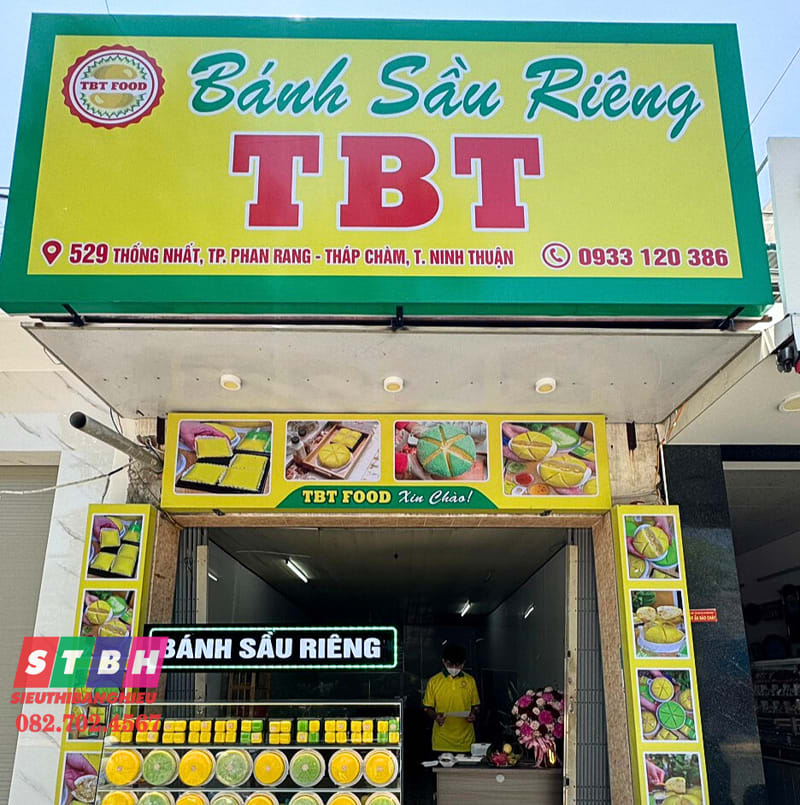 TBT FOOD
Bánh Sầu Riêng
TBT
529 THỐNG NHẤT, TP. PHAN RANG - THÁP CHÀM, T. NINH THUẬN
0933 120 386
TBT FOOD Xin Chào!
BÁNH SẦU RIÊNG
STBH
SIEUTHIBANGHIEU
082.702.4567